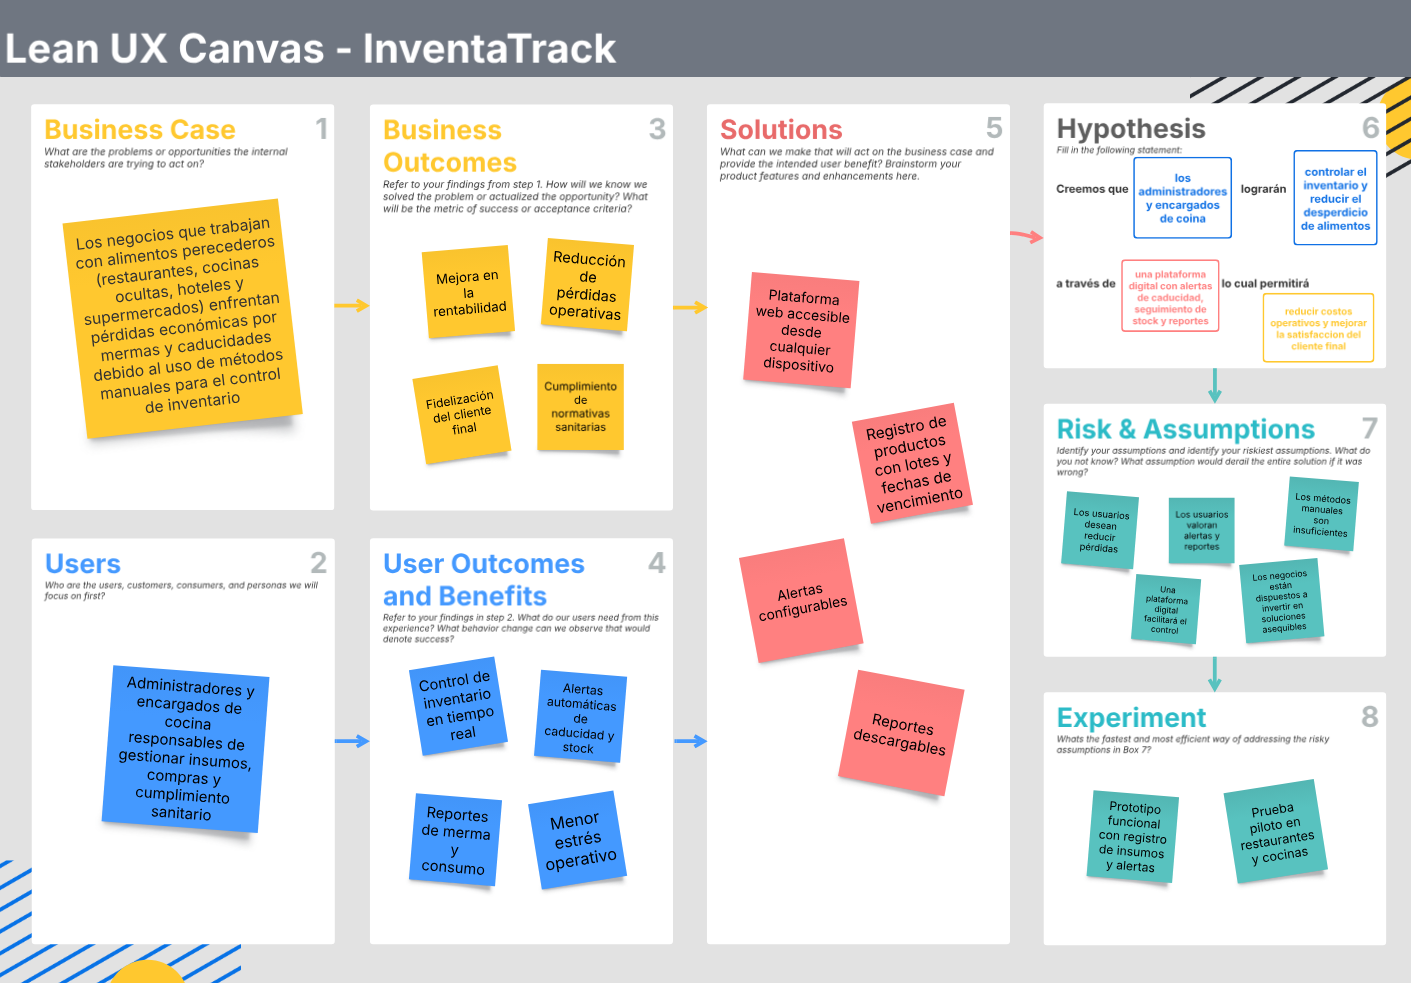 Lean UX Canvas - InventaTrack
Business Case
1
What are the problems or opportunities the internal
stakeholders are trying to act on?
Los negocios que trabajan
con alimentos perecederos
(restaurantes, cocinas
ocultas, hoteles y
supermercados) enfrentan
pérdidas económicas por
mermas y caducidades
debido al uso de métodos
manuales para el control
de inventario
Users
2
Who are the users, customers, consumers, and personas we will
focus on first?
Administradores y
encargados de
cocina
responsables de
gestionar insumos,
compras y
cumplimiento
sanitario
Business
Outcomes
3
Refer to your findings from step 1. How will we know we
solved the problem or actualized the opportunity? What
will be the metric of success or acceptance criteria?
Mejora en
la
rentabilidad
Reducción
de
pérdidas
operativas
Fidelización
del cliente
final
Cumplimiento
de
normativas
sanitarias
User Outcomes
and Benefits
4
Refer to your findings in step 2. What do our users need from this
experience? What behavior change can we observe that would
denote success?
Control de
inventario
en tiempo
real
Alertas
automáticas
de
caducidad y
stock
Reportes
de merma
y
consumo
Menor
estrés
operativo
Solutions
5
What can we make that will act on the business case and
provide the intended user benefit? Brainstorm your
product features and enhancements here.
Plataforma
web accesible
desde
cualquier
dispositivo
Registro de
productos
con lotes y
fechas de
vencimiento
Alertas
configurables
Reportes
descargables
Hypothesis
6
Fill in the following statement:
Creemos que
los
administradores
y encargados
de coina
lograrán
controlar el
inventario y
reducir el
desperdicio
de alimentos
a través de
una plataforma
digital con alertas
de caducidad,
seguimiento de
stock y reportes
lo cual permitirá
reducir costos
operativos y mejorar
la satisfaccion del
cliente final
Risk & Assumptions
7
Identify your assumptions and identify your riskiest assumptions. What do
you not know? What assumption would derail the entire solution if it was
wrong?
Los usuarios
desean
reducir
pérdidas
Los usuarios
valoran
alertas y
reportes
Los métodos
manuales
son
insuficientes
Una
plataforma
digital
facilitará el
control
Los negocios
están
dispuestos a
invertir en
soluciones
asequibles
Experiment
8
Whats the fastest and most efficient way of addressing the risky
assumptions in Box 7?
Prototipo
funcional
con registro
de insumos
y alertas
Prueba
piloto en
restaurantes
y cocinas